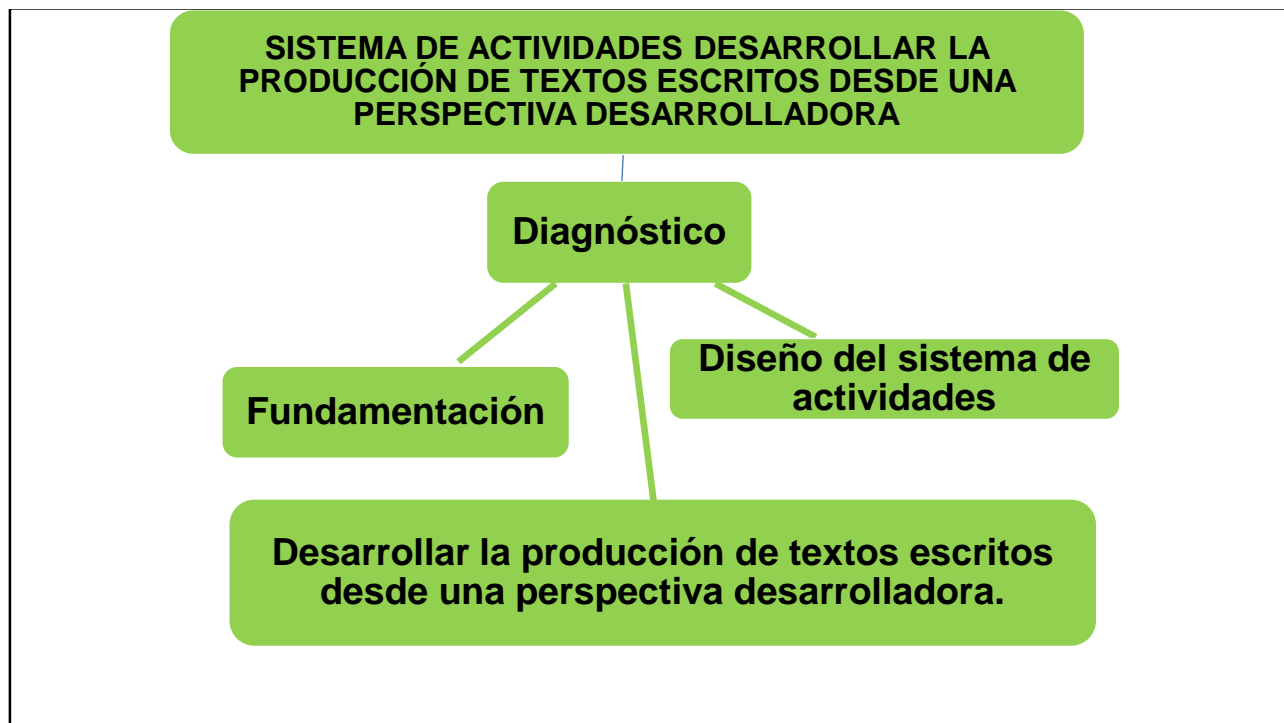 SISTEMA DE ACTIVIDADES DESARROLLAR LA
PRODUCCIÓN DE TEXTOS ESCRITOS DESDE UNA
PERSPECTIVA DESARROLLADORA
Diagnóstico
Fundamentación
Diseño del sistema de
actividades
Desarrollar la producción de textos escritos
desde una perspectiva desarrolladora.